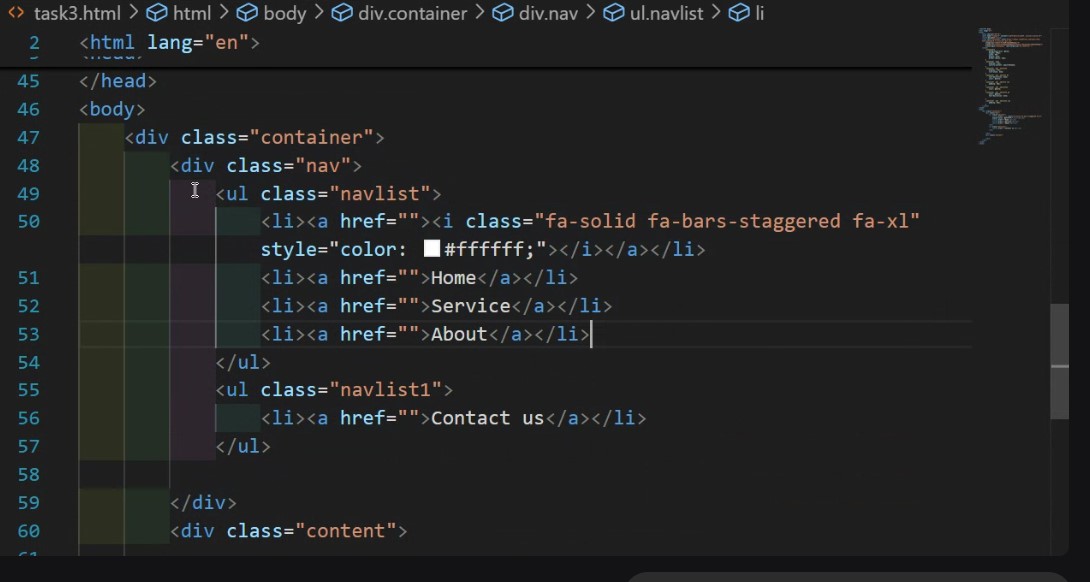 task3.html > html > body > div.container > div.nav > ul.navlist > li
2 <html lang="en">
45 </head>
46 <body>
47 <div class="container">
48 <div class="nav">
49 <ul class="navlist">
50 <li><a href=""><i class="fa-solid fa-bars-staggered fa-xl"
style="color: #ffffff;"></i></a></li>
51 <li><a href="">Home</a></li>
52 <li><a href="">Service</a></li>
53 <li><a href="">About</a></li>
54 </ul>
55 <ul class="navlist1">
56 <li><a href="">Contact us</a></li>
57 </ul>
58
59 </div>
60 <div class="content">